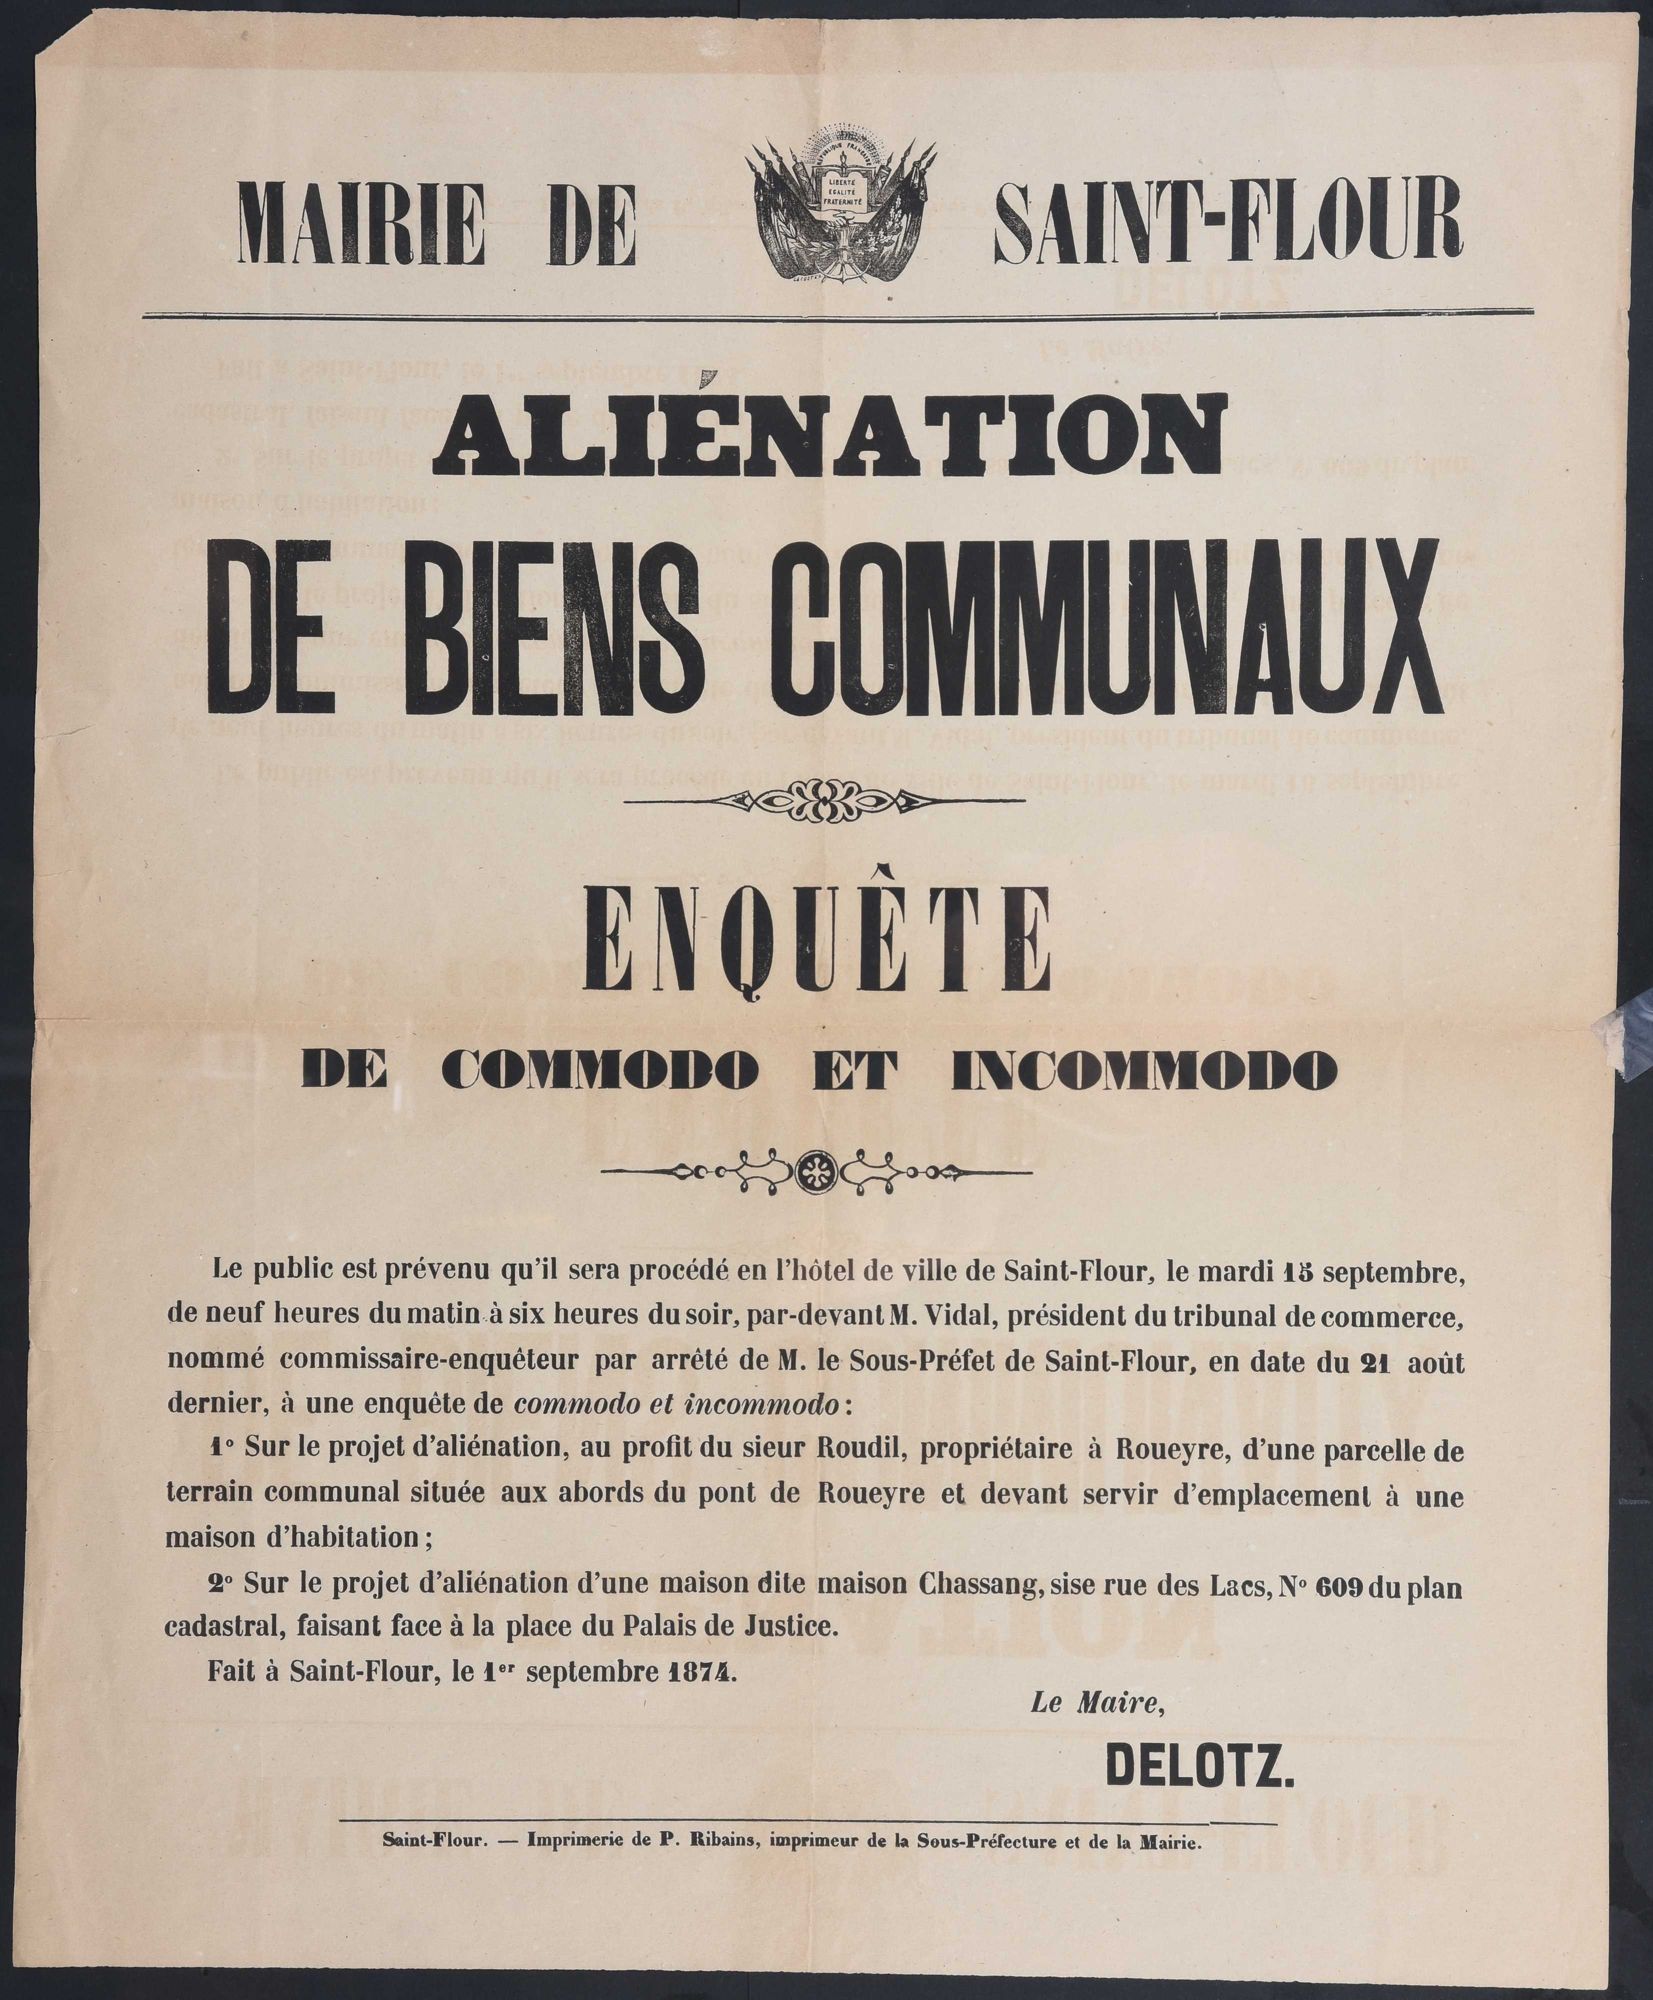 MAIRIE DE SAINT-FLOUR
RÉPUBLIQUE FRANÇAISE
LIBERTÉ
ÉGALITÉ
FRATERNITÉ
ALIÉNATION
DE BIENS COMMUNAUX
ENQUÊTE
DE COMMODO ET INCOMMODO
Le public est prévenu qu'il sera procédé en l'hôtel de ville de Saint-Flour, le mardi 15 septembre,
de neuf heures du matin à six heures du soir, par-devant M. Vidal, président du tribunal de commerce,
nommé commissaire-enquêteur par arrêté de M. le Sous-Préfet de Saint-Flour, en date du 21 août
dernier, à une enquête de commodo et incommodo :
1° Sur le projet d'aliénation, au profit du sieur Roudil, propriétaire à Roueyre, d'une parcelle de
terrain communal située aux abords du pont de Roueyre et devant servir d'emplacement à une
maison d'habitation ;
2° Sur le projet d'aliénation d'une maison dite maison Chassang, sise rue des Lacs, N° 609 du plan
cadastral, faisant face à la place du Palais de Justice.
Fait à Saint-Flour, le 1er septembre 1874.
Le Maire,
DELOTZ.
Saint-Flour. — Imprimerie de P. Ribains, imprimeur de la Sous-Préfecture et de la Mairie.